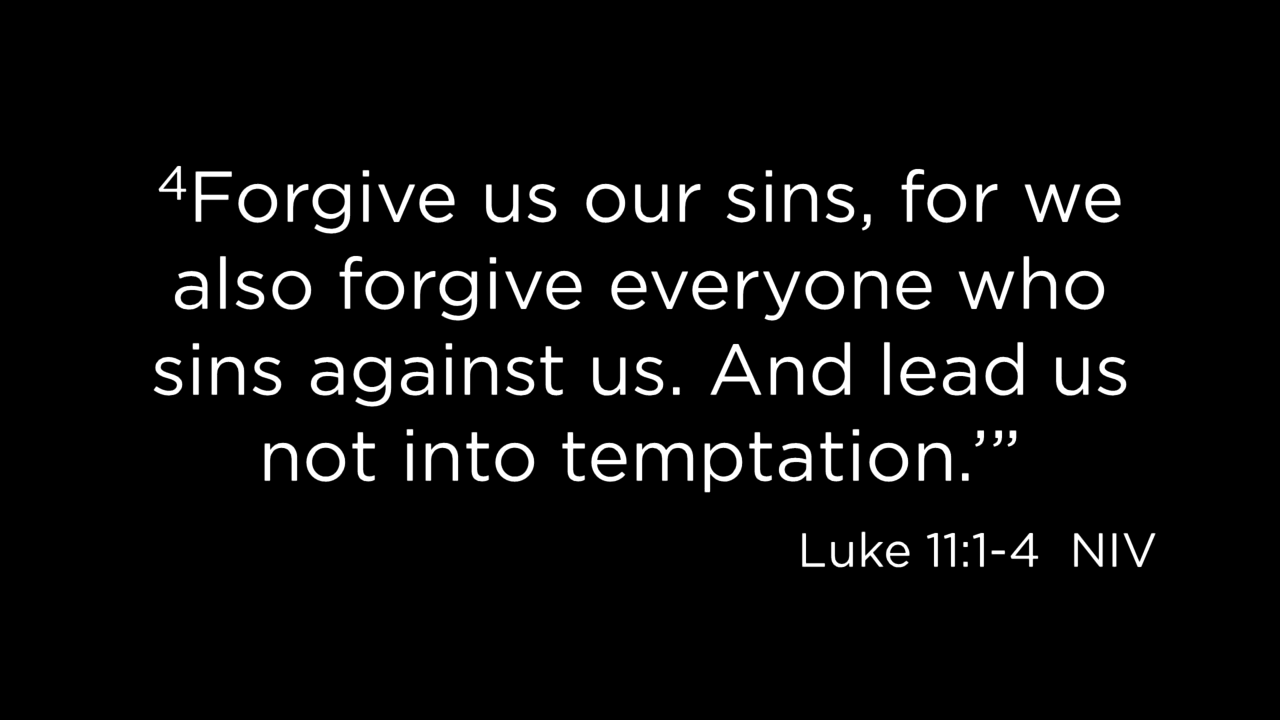 ⁴Forgive us our sins, for we
also forgive everyone who
sins against us. And lead us
not into temptation.’”
Luke 11:1-4 NIV